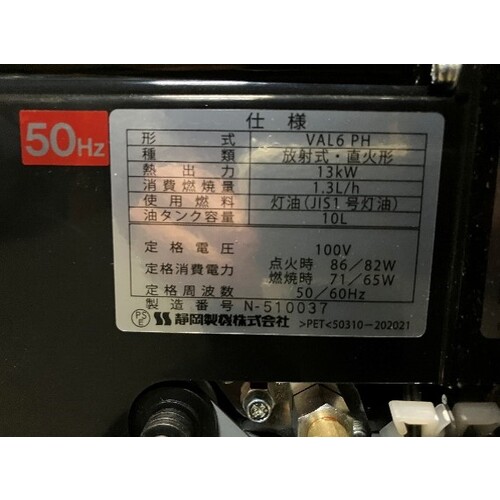 50Hz
仕様
形式 VAL6 PH
種類 放射式・直火形
熱出力 13kW
消費燃焼量 1.3L/h
使用燃料 灯油(JIS1号灯油)
油タンク容量 10L
定格電圧 100V
定格消費電力 点火時 86/82W
燃焼時 71/65W
定格周波数 50/60Hz
製造番号 N-510037
PSE 静岡製機株式会社 >PET<50310-202021